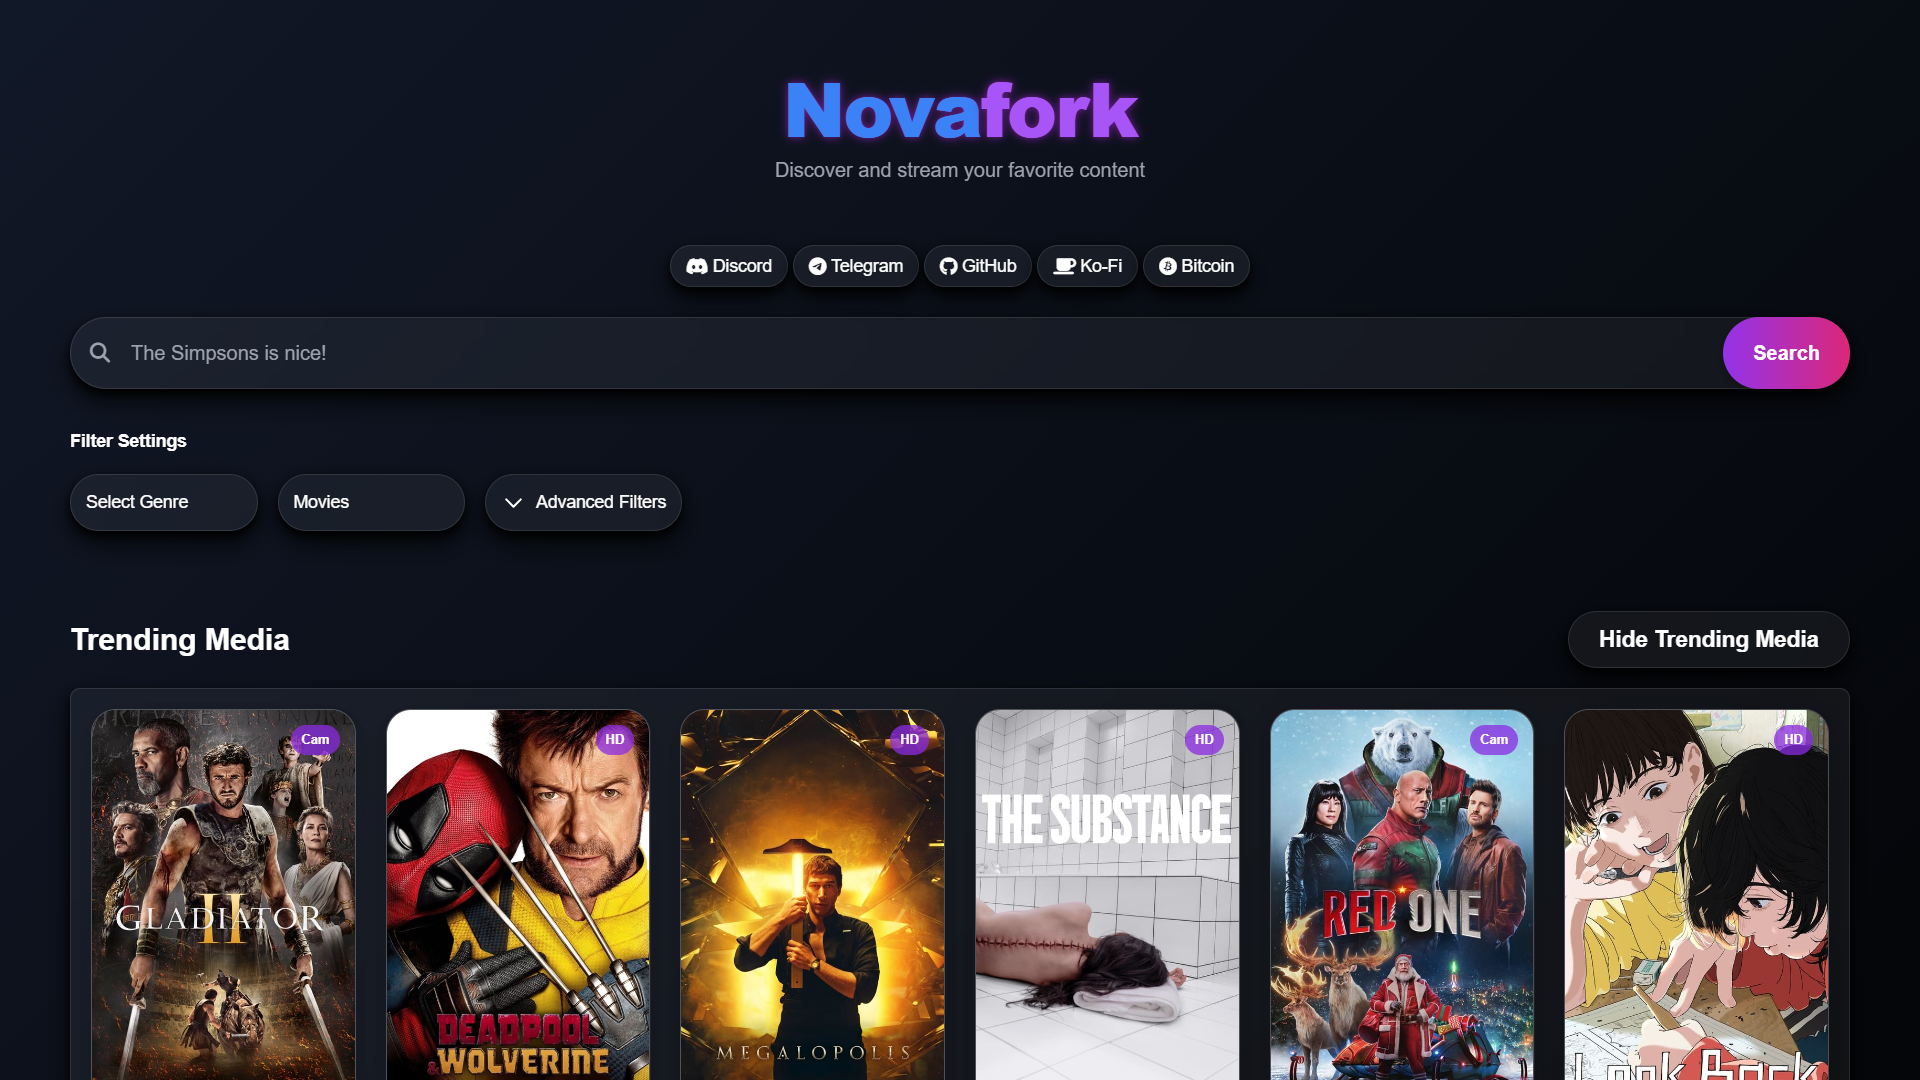 Novafork
Discover and stream your favorite content
Discord
Telegram
GitHub
Ko-Fi
Bitcoin
The Simpsons is nice!
Search
Filter Settings
Select Genre
Movies
Advanced Filters
Trending Media
Hide Trending Media
Cam
GLADIATOR
II
HD
DEADPOOL
& WOLVERINE
HD
MEGALOPOLIS
HD
THE SUBSTANCE
Cam
RED ONE
HD
Look Back